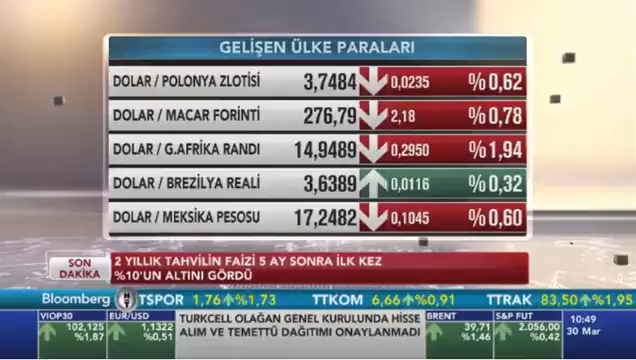 GELİŞEN ÜLKE PARALARI
DOLAR / POLONYA ZLOTİSİ 3,7484 0,0235 %0,62
DOLAR / MACAR FORİNTİ 276,79 2,18 %0,78
DOLAR / G.AFRİKA RANDI 14,9489 0,2950 %1,94
DOLAR / BREZİLYA REALİ 3,6389 0,0116 %0,32
DOLAR / MEKSİKA PESOSU 17,2482 0,1045 %0,60
SON DAKİKA
2 YILLIK TAHVİLİN FAİZİ 5 AY SONRA İLK KEZ
%10'UN ALTINI GÖRDÜ
Bloomberg HT TSPOR 1,76 %1,73 TTKOM 6,66 %0,91 TTRAK 83,50 %1,95
VIOP30 102,125 %1,87
EUR/USD 1,1322 %0,51
TURKCELL OLAĞAN GENEL KURULUNDA HİSSE
ALIM VE TEMETTÜ DAĞITIMI ONAYLANMADI
BRENT 39,71 %1,46
S&P FUT 2.056,00 %0,42
10:49
30 Mar